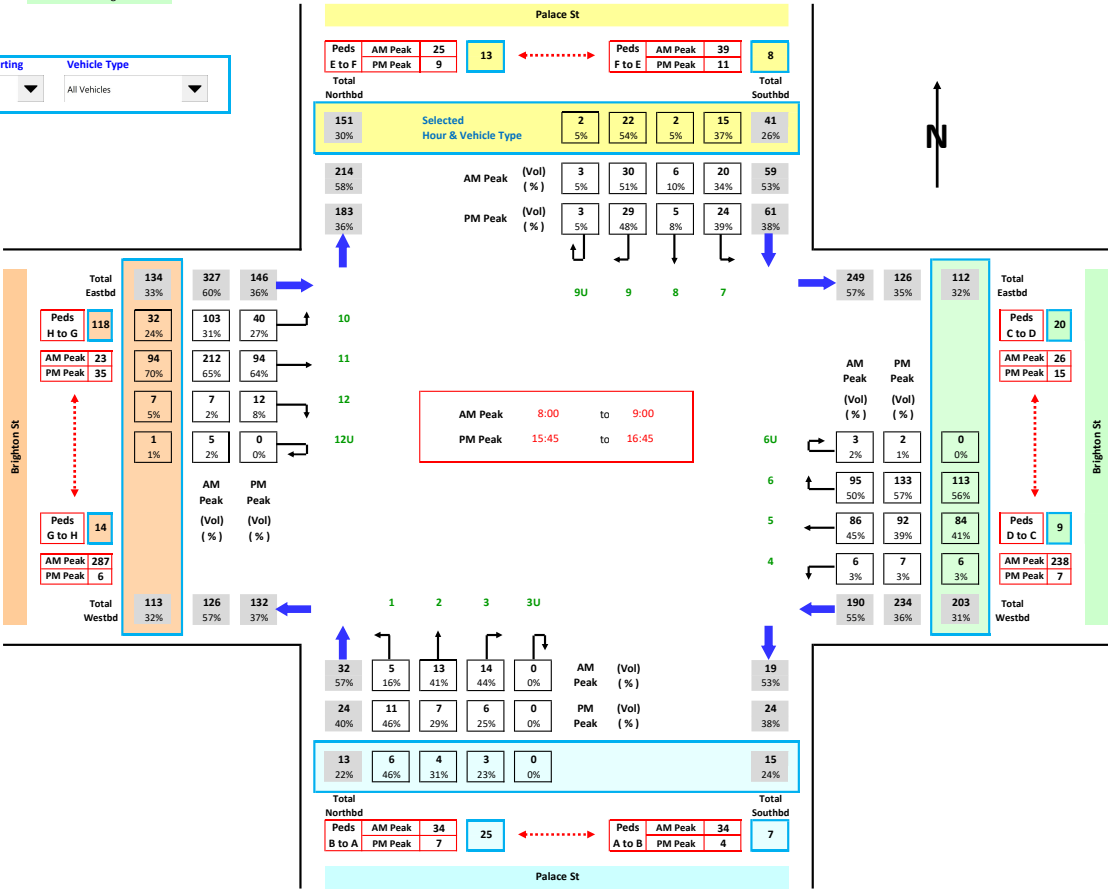 Palace St
rting Vehicle Type
All Vehicles
Peds AM Peak 25 13 Peds AM Peak 39 8
E to F PM Peak 9 F to E PM Peak 11
Total Total
Northbd Southbd
151 Selected 2 22 2 15 41
30% Hour & Vehicle Type 5% 54% 5% 37% 26%
N
214 AM Peak (Vol) 3 30 6 20 59
58% ( % ) 5% 51% 10% 34% 53%
183 PM Peak (Vol) 3 29 5 24 61
36% ( % ) 5% 48% 8% 39% 38%
9U 9 8 7
Total 134 327 146
Eastbd 33% 60% 36%
249 126 112 Total
57% 35% 32% Eastbd
Peds 118 32 103 40 10
H to G 24% 31% 27%
Peds 20
C to D
AM Peak 23 94 212 94 11
PM Peak 35 70% 65% 64%
AM Peak 26
PM Peak 15
7 7 12 12
5% 2% 8%
1 5 0 12U
1% 2% 0%
AM PM
Peak Peak
(Vol) (Vol)
( % ) ( % )
Brighton St
Peds 14
G to H
AM Peak 287
PM Peak 6
Total 113 126 132
Westbd 32% 57% 37%
AM Peak 8:00 to 9:00
PM Peak 15:45 to 16:45
AM PM
Peak Peak
(Vol) (Vol)
( % ) ( % )
6U 3 2 0
2% 1% 0%
6 95 133 113
50% 57% 56%
5 86 92 84
45% 39% 41%
4 6 7 6
3% 3% 3%
Brighton St
Peds 9
D to C
AM Peak 238
PM Peak 7
190 234 203 Total
55% 36% 31% Westbd
1 2 3 3U
32 5 13 14 0 AM (Vol) 19
57% 16% 41% 44% 0% Peak ( % ) 53%
24 11 7 6 0 PM (Vol) 24
40% 46% 29% 25% 0% Peak ( % ) 38%
13 6 4 3 0 15
22% 46% 31% 23% 0% 24%
Total Total
Northbd Southbd
Peds AM Peak 34 25 Peds AM Peak 34 7
B to A PM Peak 7 A to B PM Peak 4
Palace St